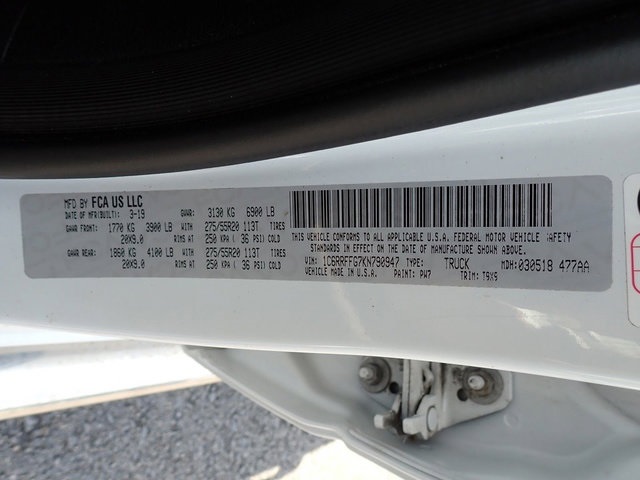 MFD BY FCA US LLC
DATE OF MFR(BUILT): 3-19 GVWR: 3130 KG 6900 LB
GAWR FRONT: 1770 KG 3900 LB WITH 275/55R20 113T TIRES
20X9.0 RIMS AT 250 KPA ( 36 PSI) COLD
GAWR REAR: 1860 KG 4100 LB WITH 275/55R20 113T TIRES
20X9.0 RIMS AT 250 KPA ( 36 PSI) COLD
THIS VEHICLE CONFORMS TO ALL APPLICABLE U.S.A. FEDERAL MOTOR VEHICLE SAFETY
STANDARDS IN EFFECT ON THE DATE OF MANUFACTURE SHOWN ABOVE.
VIN: 1C6RRFFG7KN790947 TYPE: TRUCK MDH:030518 477AA
VEHICLE MADE IN U.S.A. PAINT: PW7 TRIM: T9X9